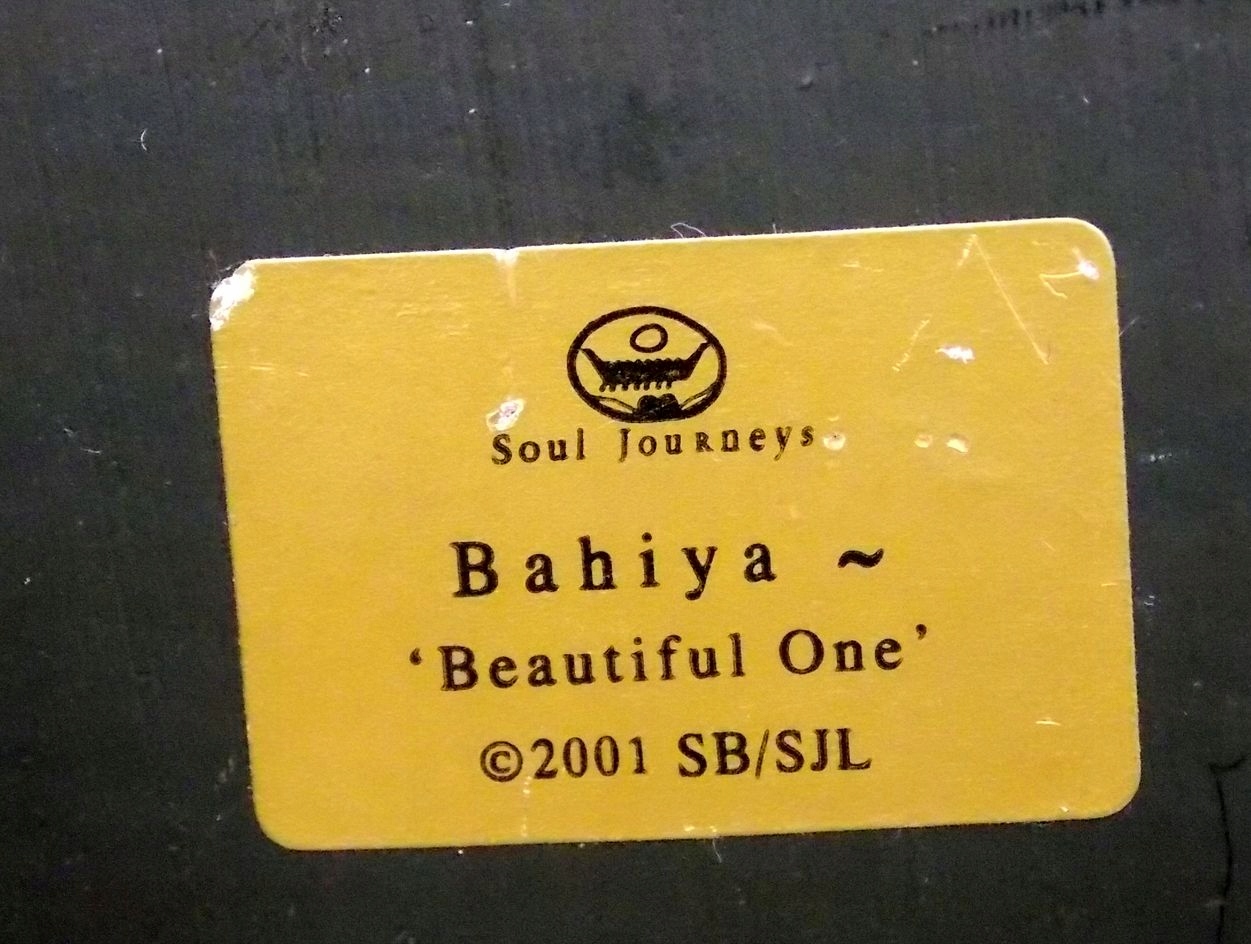 Soul Journeys
Bahiya ~
‘Beautiful One’
©2001 SB/SJL